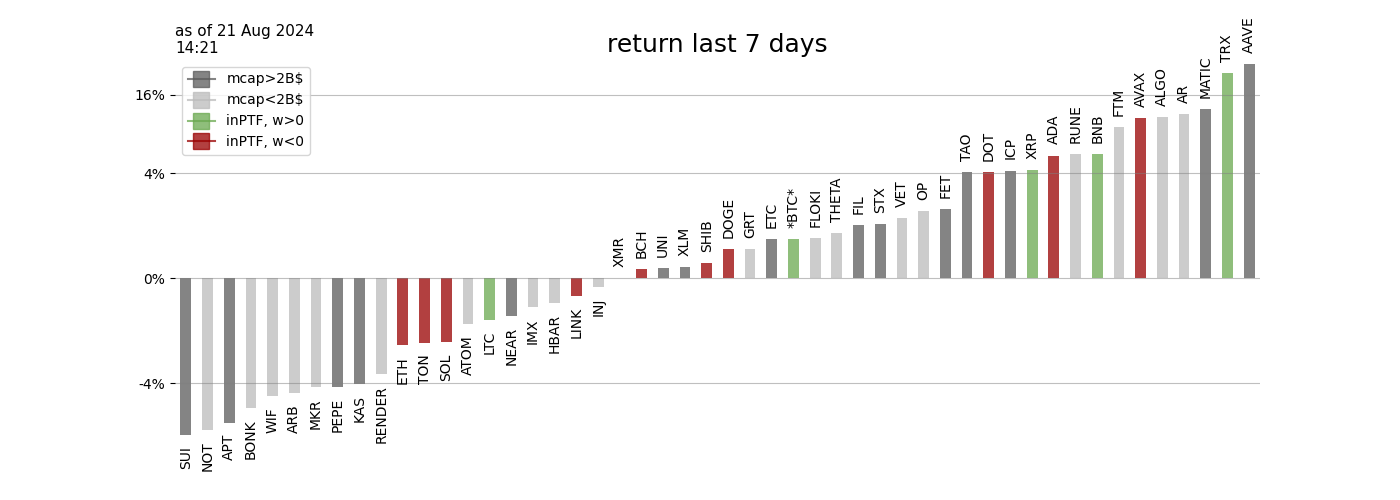 as of 21 Aug 2024
14:21
return last 7 days
mcap>2B$
mcap<2B$
inPTF, w>0
inPTF, w<0
16%
4%
0%
-4%
SUI
NOT
APT
BONK
WIF
ARB
MKR
PEPE
KAS
RENDER
ETH
TON
SOL
ATOM
LTC
NEAR
IMX
HBAR
LINK
INJ
XMR
BCH
UNI
XLM
SHIB
DOGE
GRT
ETC
*BTC*
FLOKI
THETA
FIL
STX
VET
OP
FET
TAO
DOT
ICP
XRP
ADA
RUNE
BNB
FTM
AVAX
ALGO
AR
MATIC
TRX
AAVE